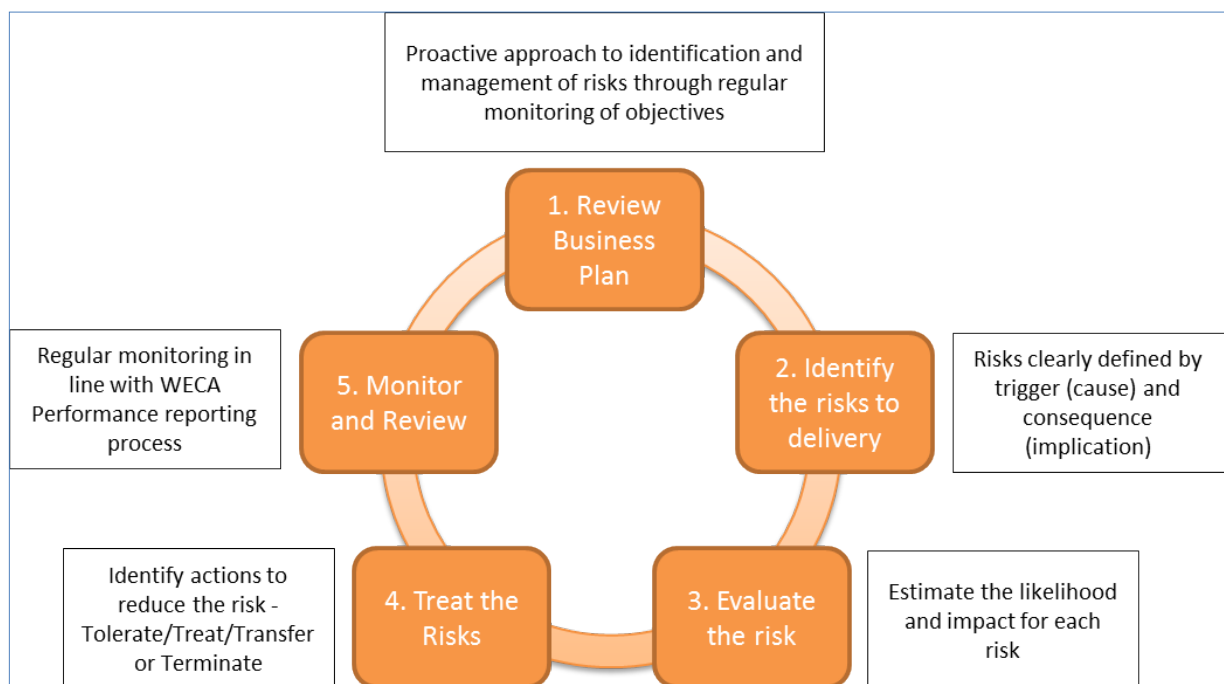 Proactive approach to identification and
management of risks through regular
monitoring of objectives
1. Review
Business
Plan
2. Identify
the risks to
delivery
Risks clearly defined by
trigger (cause) and
consequence
(implication)
3. Evaluate
the risk
Estimate the likelihood
and impact for each
risk
4. Treat the
Risks
Identify actions to
reduce the risk -
Tolerate/Treat/Transfer
or Terminate
5. Monitor
and Review
Regular monitoring in
line with WECA
Performance reporting
process